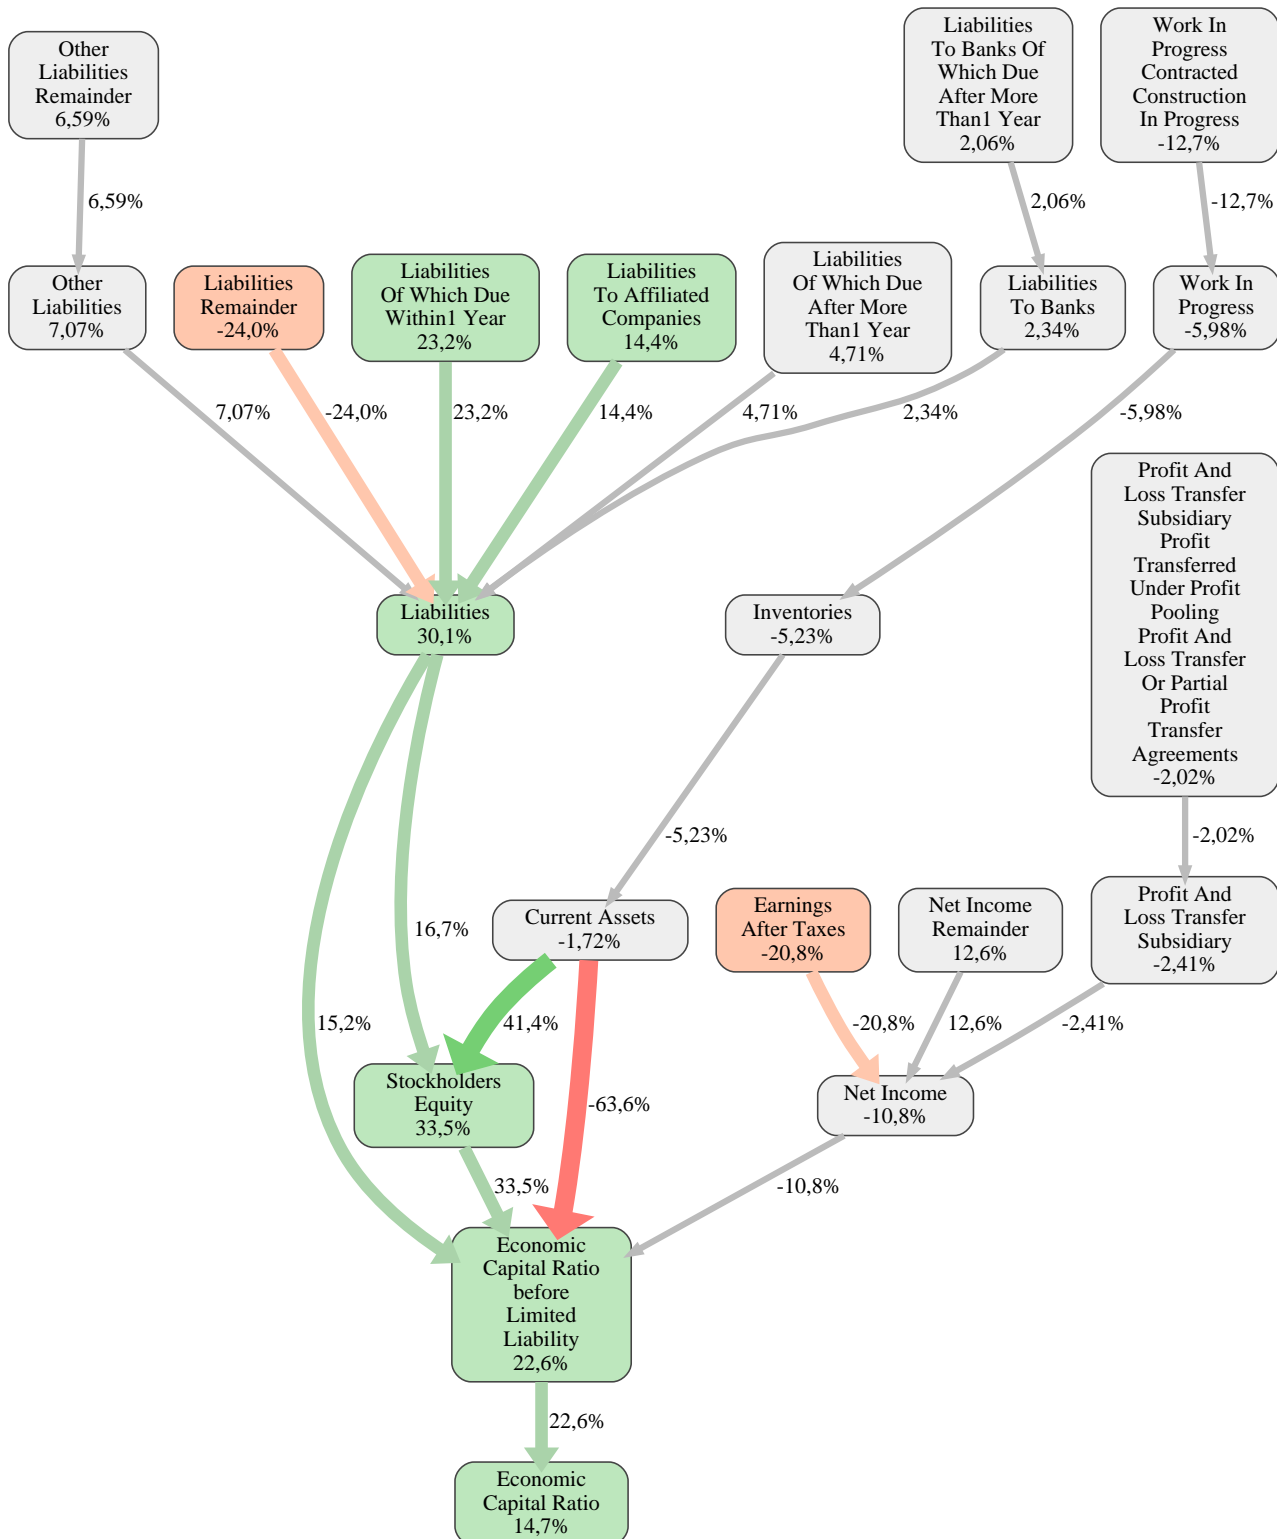 Other
Liabilities
Remainder
6,59%
Liabilities
To Banks Of
Which Due
After More
Than1 Year
2,06%
Work In
Progress
Contracted
Construction
In Progress
-12,7%
6,59%
2,06%
-12,7%
Other
Liabilities
7,07%
Liabilities
Remainder
-24,0%
Liabilities
Of Which Due
Within1 Year
23,2%
Liabilities
To Affiliated
Companies
14,4%
Liabilities
Of Which Due
After More
Than1 Year
4,71%
Liabilities
To Banks
2,34%
Work In
Progress
-5,98%
7,07%
-24,0%
23,2%
14,4%
4,71%
2,34%
-5,98%
Profit And
Loss Transfer
Subsidiary
Profit
Transferred
Under Profit
Pooling
Profit And
Loss Transfer
Or Partial
Profit
Transfer
Agreements
-2,02%
Liabilities
30,1%
Inventories
-5,23%
-5,23%
-2,02%
Current Assets
-1,72%
Earnings
After Taxes
-20,8%
Net Income
Remainder
12,6%
Profit And
Loss Transfer
Subsidiary
-2,41%
16,7%
15,2%
41,4%
-63,6%
-20,8%
12,6%
-2,41%
Stockholders
Equity
33,5%
Net Income
-10,8%
33,5%
-10,8%
Economic
Capital Ratio
before
Limited
Liability
22,6%
22,6%
Economic
Capital Ratio
14,7%